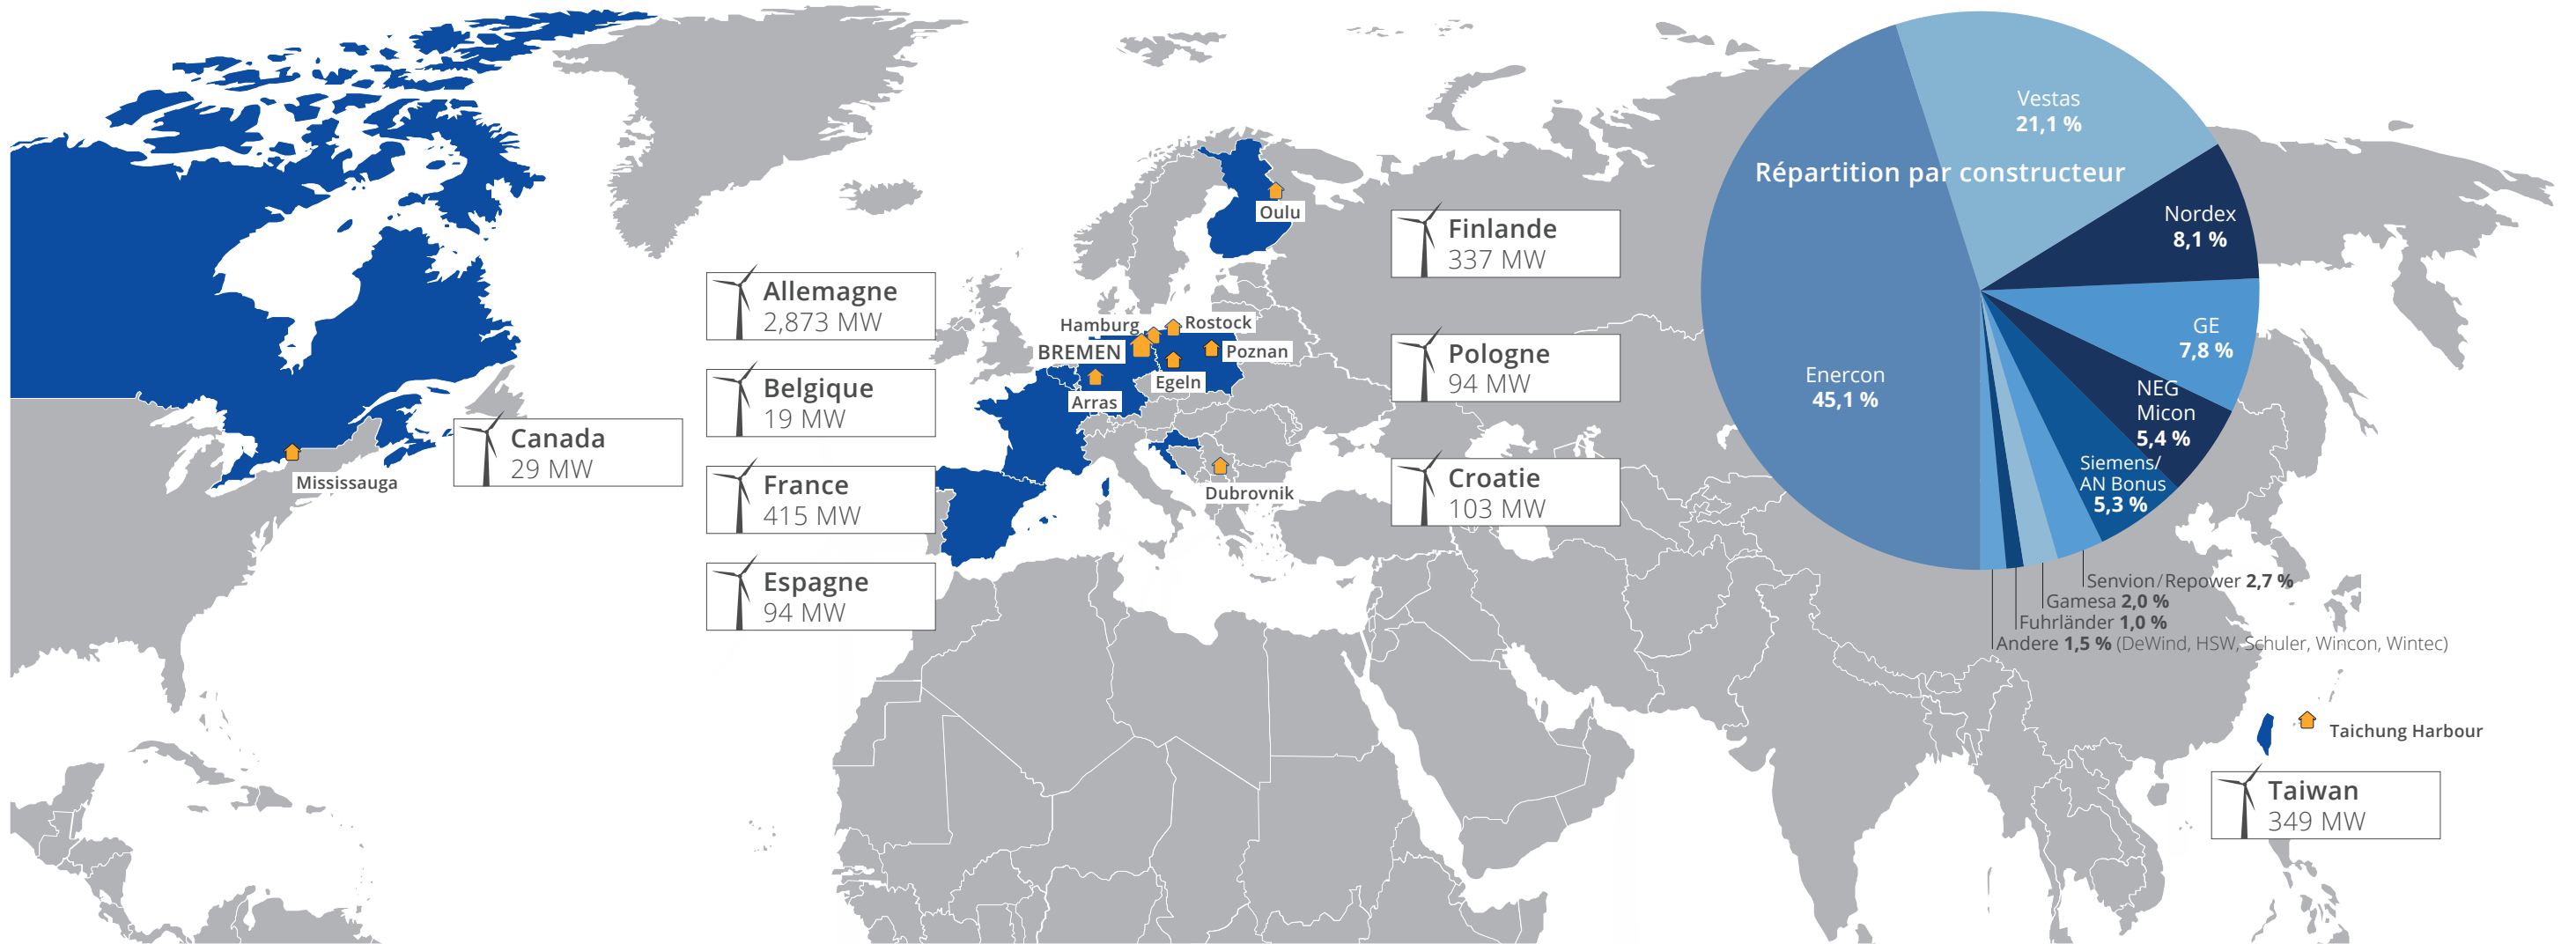 Vestas
21,1 %
Répartition par constructeur
Nordex
8,1 %
GE
7,8 %
NEG
Micon
5,4 %
Siemens/
AN Bonus
5,3 %
Enercon
45,1 %
Senvion/Repower 2,7 %
Gamesa 2,0 %
Fuhrländer 1,0 %
Andere 1,5 % (DeWind, HSW, Schuler, Wincon, Wintec)
Oulu
Finlande
337 MW
Allemagne
2,873 MW
Hamburg
Rostock
BREMEN
Poznan
Egeln
Arras
Pologne
94 MW
Belgique
19 MW
Canada
29 MW
Mississauga
France
415 MW
Dubrovnik
Croatie
103 MW
Espagne
94 MW
Taichung Harbour
Taiwan
349 MW